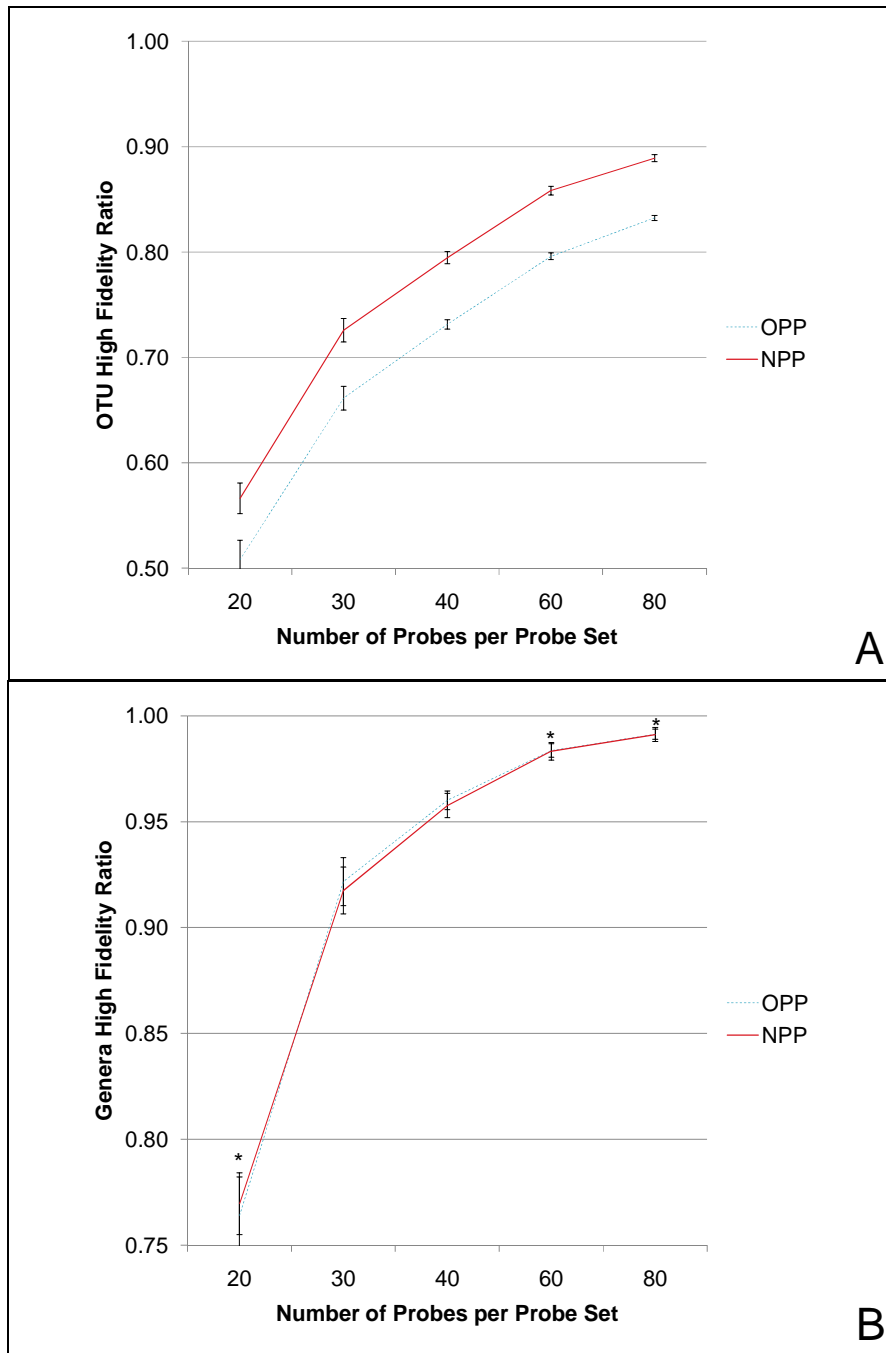 1.00
0.90
0.80
0.70
0.60
0.50
OTU High Fidelity Ratio
20 30 40 60 80
Number of Probes per Probe Set
OPP
NPP
A
1.00
0.95
0.90
0.85
0.80
0.75
Genera High Fidelity Ratio
* * *
20 30 40 60 80
Number of Probes per Probe Set
OPP
NPP
B